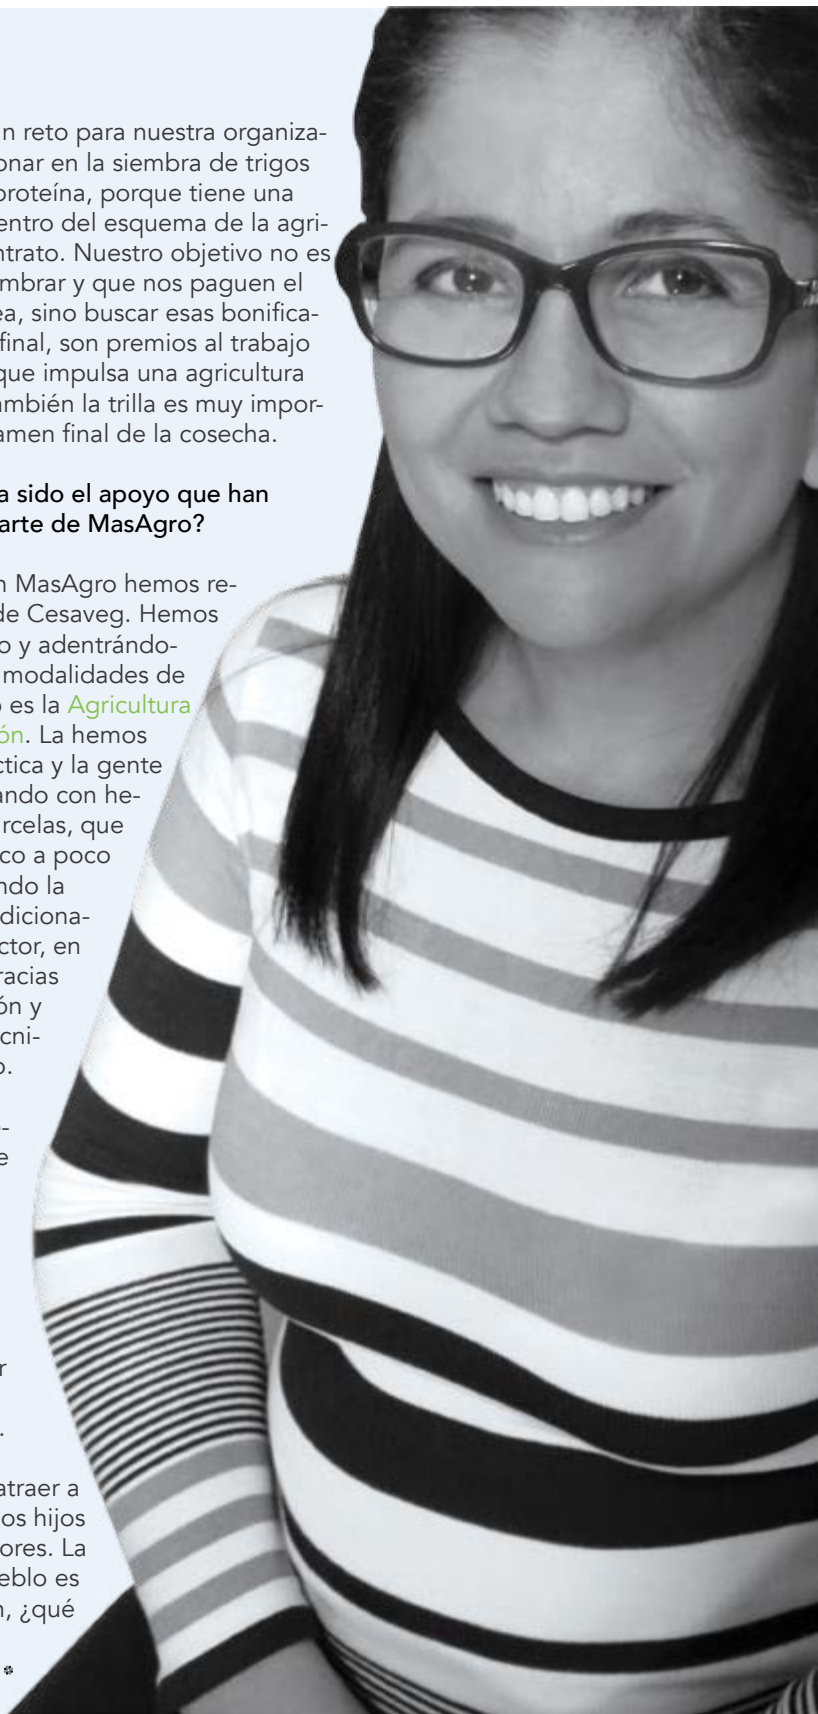 n reto para nuestra organiza-
onar en la siembra de trigos
proteína, porque tiene una
entro del esquema de la agri-
ntrato. Nuestro objetivo no es
mbrar y que nos paguen el
ea, sino buscar esas bonifica-
final, son premios al trabajo
que impulsa una agricultura
ambién la trilla es muy impor-
amen final de la cosecha.
a sido el apoyo que han
arte de MasAgro?
n MasAgro hemos re-
de Cesaveg. Hemos
o y adentrándo-
modalidades de
o es la Agricultura
ón. La hemos
ctica y la gente
ando con he-
rcelas, que
co a poco
ndo la
diciona-
ctor, en
racias
ón y
cni-
o.
-
e
r
.
atraer a
os hijos
ores. La
eblo es
n, ¿qué